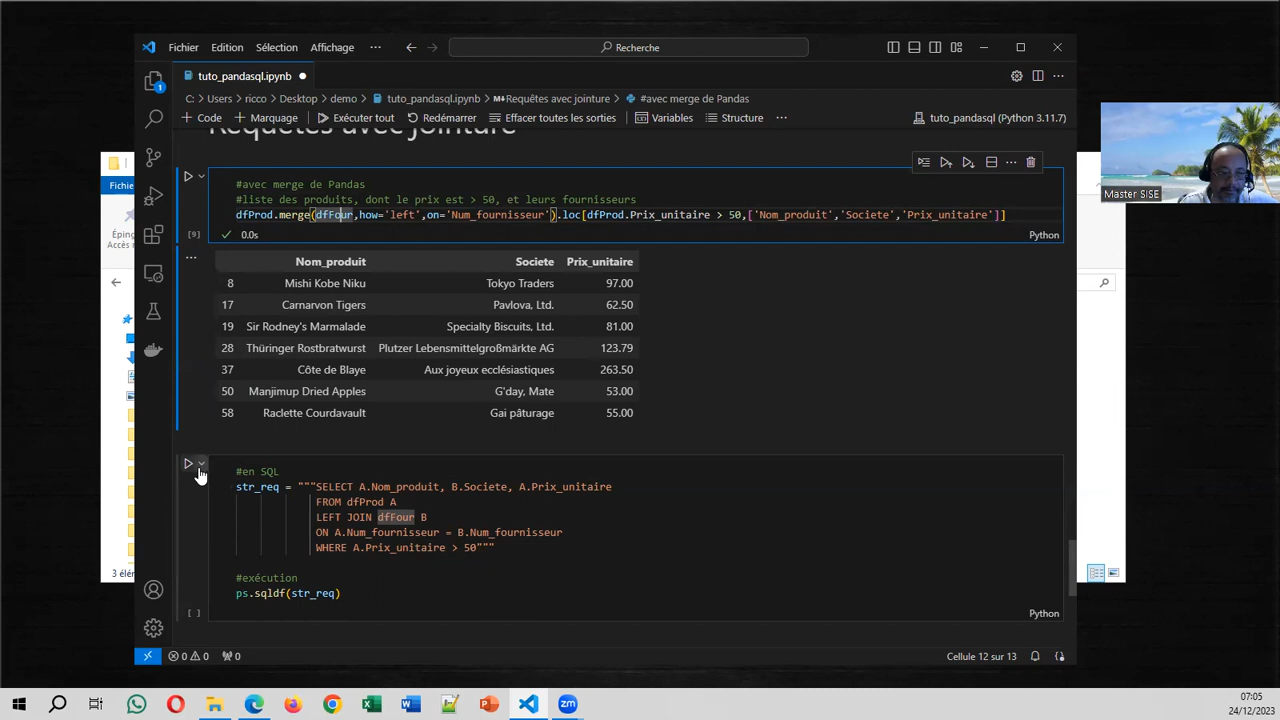 Fichier Edition Sélection Affichage ··· Recherche
tuto_pandasql.ipynb
C: > Users > ricco > Desktop > demo > tuto_pandasql.ipynb > M↓Requêtes avec jointure > #avec merge de Pandas
+ Code + Marquage Exécuter tout Redémarrer Effacer toutes les sorties Variables Structure ··· tuto_pandasql (Python 3.11.7)
Requêtes avec jointure
Master SISE
Fichie
Éping
Accès r
#avec merge de Pandas
#liste des produits, dont le prix est > 50, et leurs fournisseurs
dfProd.merge(dfFour,how='left',on='Num_fournisseur').loc[dfProd.Prix_unitaire > 50,['Nom_produit','Societe','Prix_unitaire']]
[9] 0.0s Python
Nom_produit Societe Prix_unitaire
8 Mishi Kobe Niku Tokyo Traders 97.00
17 Carnarvon Tigers Pavlova, Ltd. 62.50
19 Sir Rodney's Marmalade Specialty Biscuits, Ltd. 81.00
28 Thüringer Rostbratwurst Plutzer Lebensmittelgroßmärkte AG 123.79
37 Côte de Blaye Aux joyeux ecclésiastiques 263.50
50 Manjimup Dried Apples G'day, Mate 53.00
58 Raclette Courdavault Gai pâturage 55.00
#en SQL
str_req = """SELECT A.Nom_produit, B.Societe, A.Prix_unitaire
FROM dfProd A
LEFT JOIN dfFour B
ON A.Num_fournisseur = B.Num_fournisseur
WHERE A.Prix_unitaire > 50"""
#exécution
ps.sqldf(str_req)
[ ] Python
3 élém
0 0 0 Cellule 12 sur 13
07:05
24/12/2023